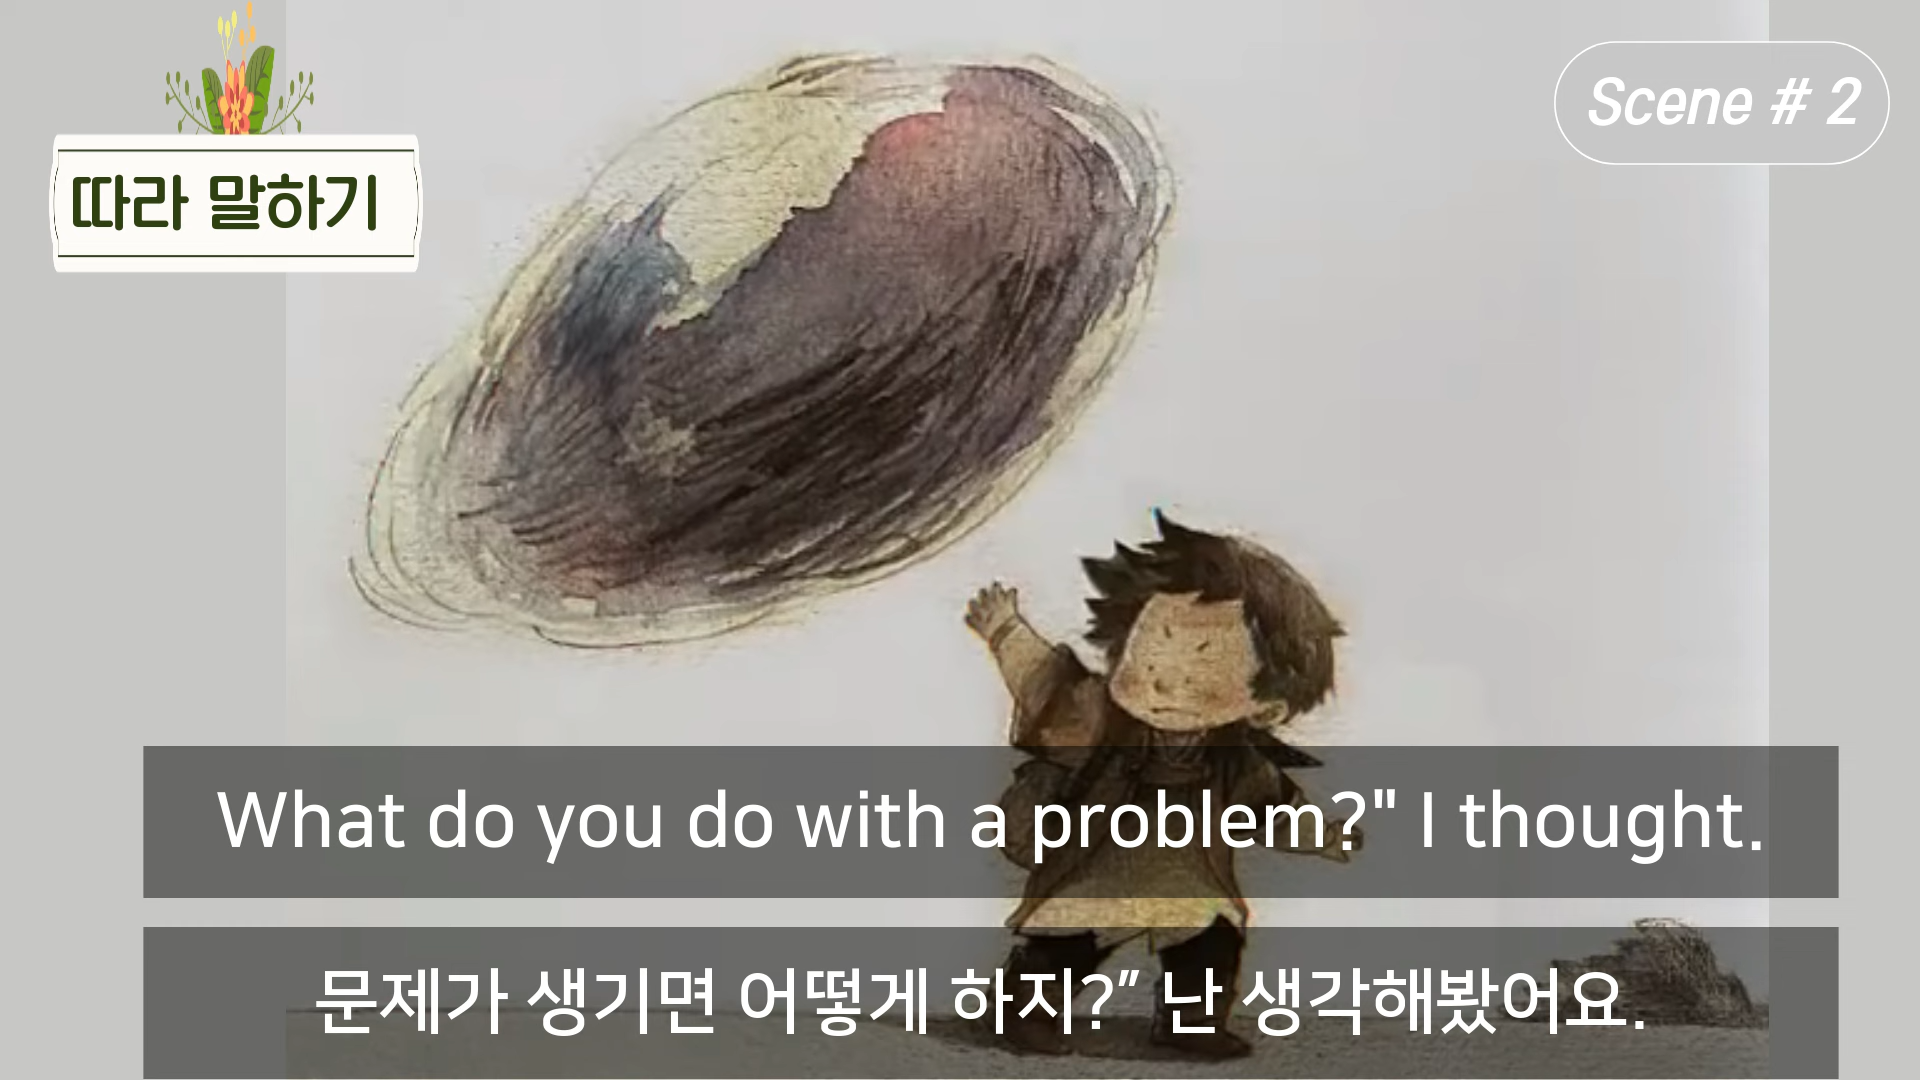 따라 말하기
Scene # 2
What do you do with a problem?" I thought.
문제가 생기면 어떻게 하지?” 난 생각해봤어요.